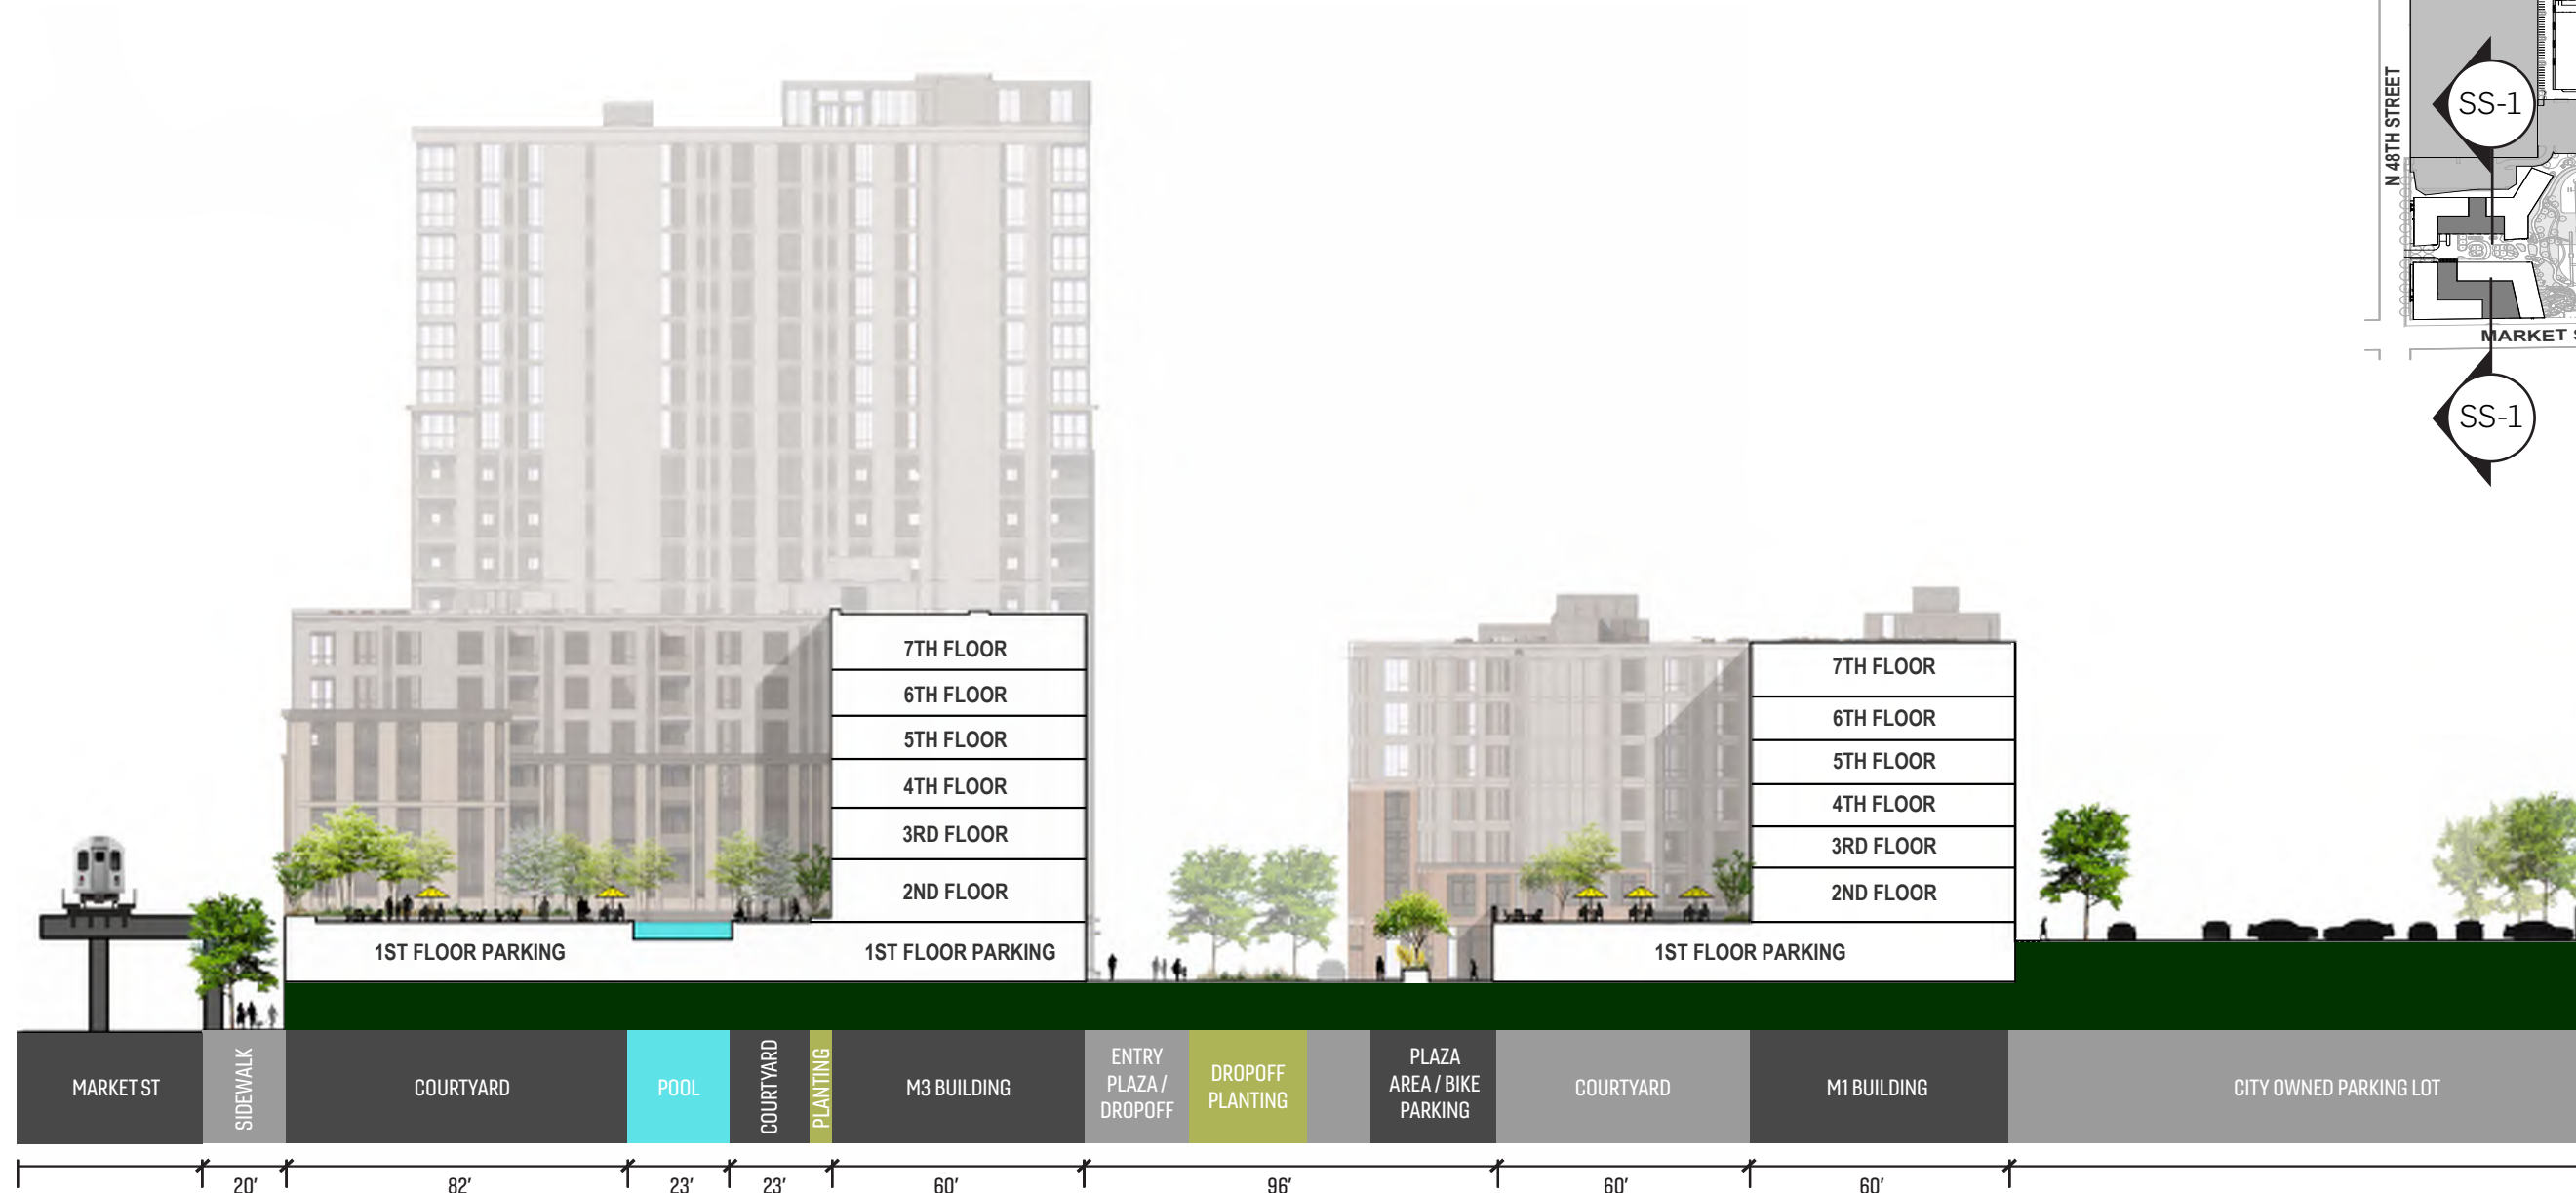 N 48TH STREET
SS-1
MARKET S
SS-1
7TH FLOOR
6TH FLOOR
5TH FLOOR
4TH FLOOR
3RD FLOOR
2ND FLOOR
1ST FLOOR PARKING
1ST FLOOR PARKING
7TH FLOOR
6TH FLOOR
5TH FLOOR
4TH FLOOR
3RD FLOOR
2ND FLOOR
1ST FLOOR PARKING
MARKET ST
SIDEWALK
COURTYARD
POOL
COURTYARD
PLANTING
M3 BUILDING
ENTRY
PLAZA /
DROPOFF
DROPOFF
PLANTING
PLAZA
AREA / BIKE
PARKING
COURTYARD
M1 BUILDING
CITY OWNED PARKING LOT
20'
82'
23'
23'
60'
96'
60'
60'